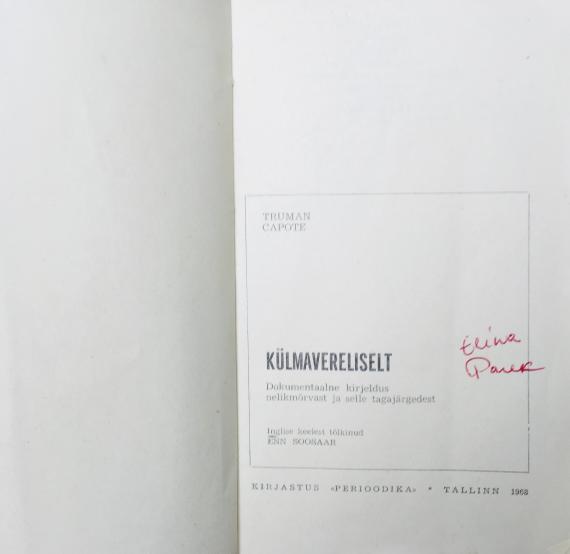 TRUMAN
CAPOTE
KÜLMAVERELISELT
Elina
Parek
Dokumentaalne kirjeldus
nelikmõrvast ja selle tagajärgedest
Inglise keelest tõlkinud
ENN SOOSAAR
KIRJASTUS «PERIOODIKA» * TALLINN 1968